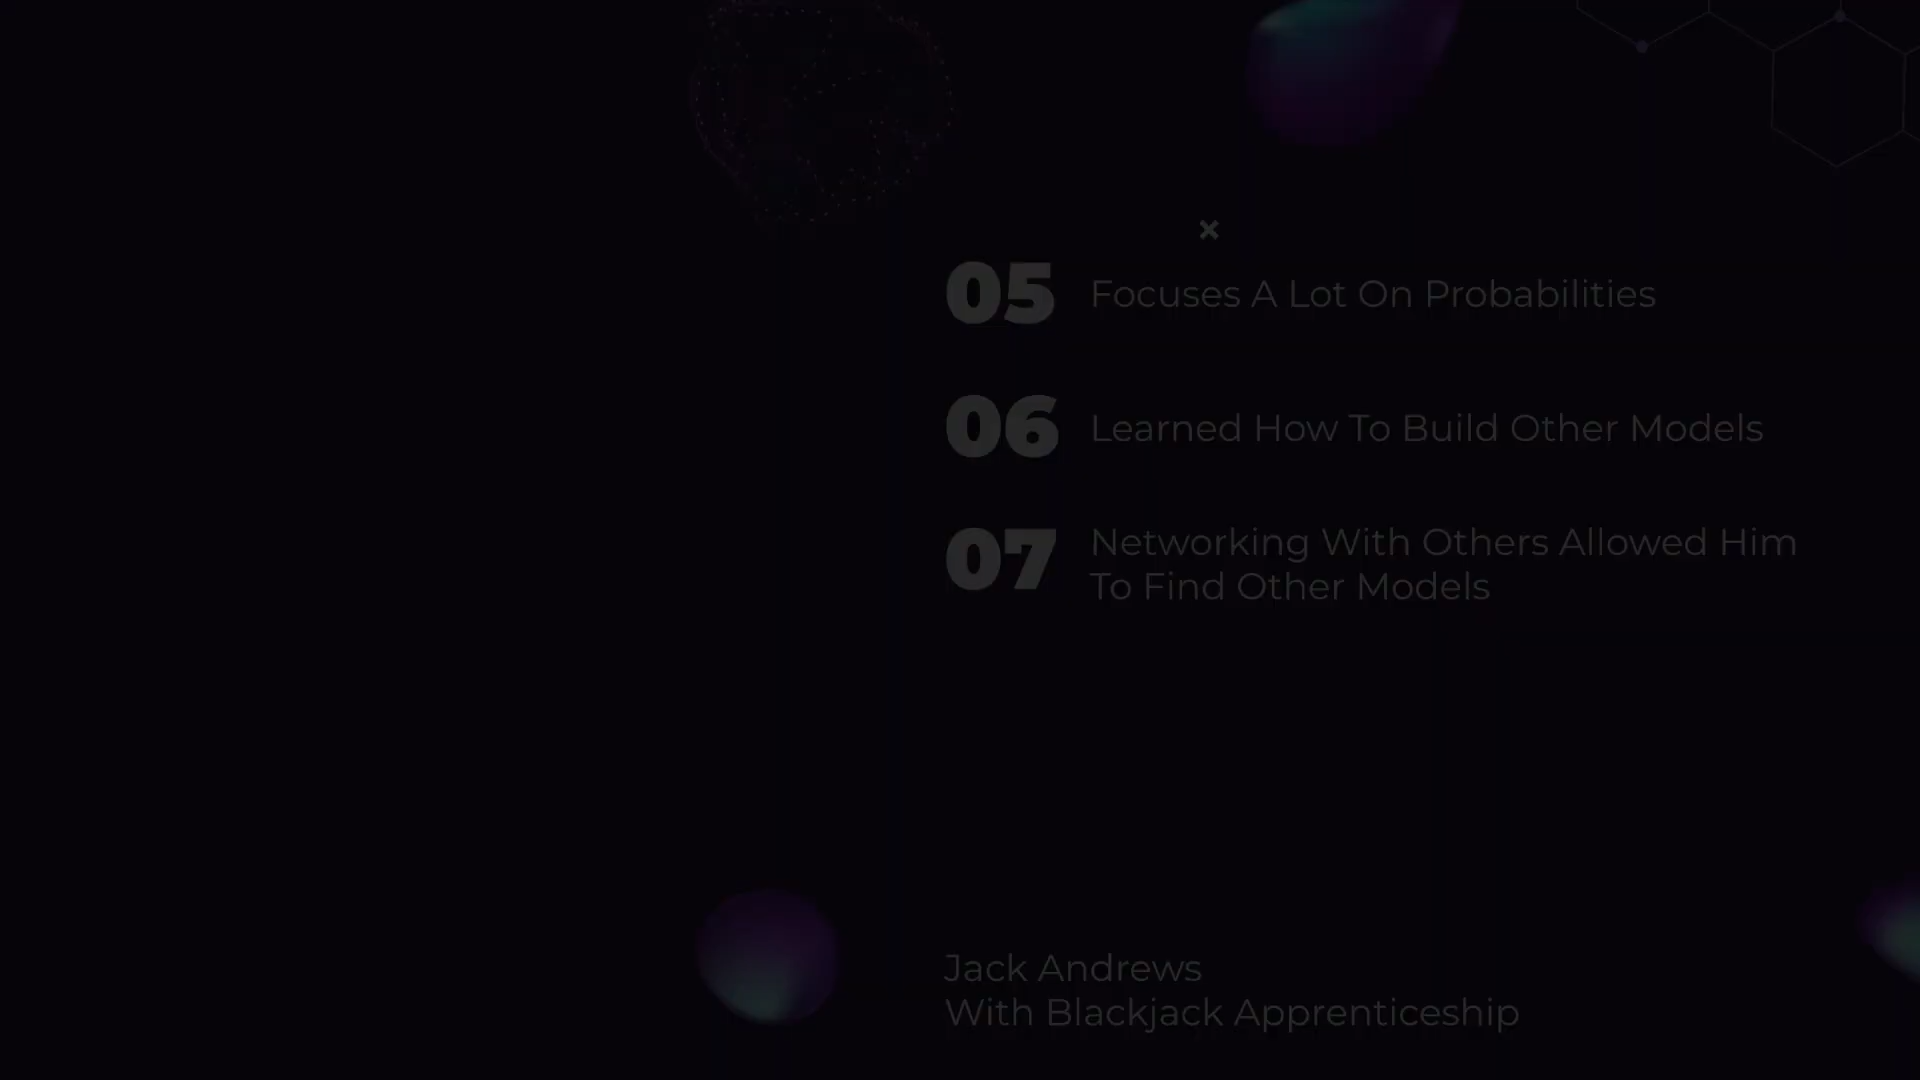 05 Focuses A Lot On Probabilities
06 Learned How To Build Other Models
07 Networking With Others Allowed Him
To Find Other Models
Jack Andrews
With Blackjack Apprenticeship